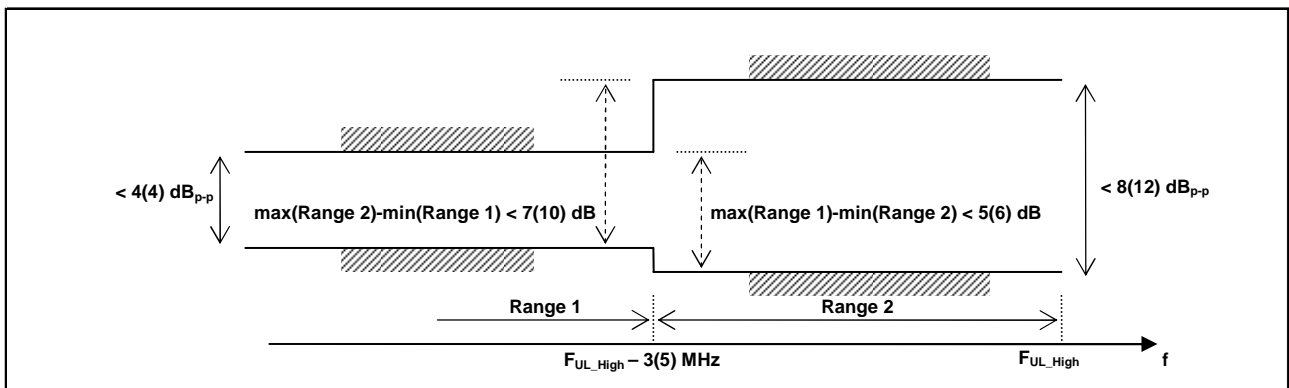 < 4(4) dBp-p
max(Range 2)-min(Range 1) < 7(10) dB
max(Range 1)-min(Range 2) < 5(6) dB
< 8(12) dBp-p
Range 1
Range 2
FUL_High – 3(5) MHz
FUL_High
f